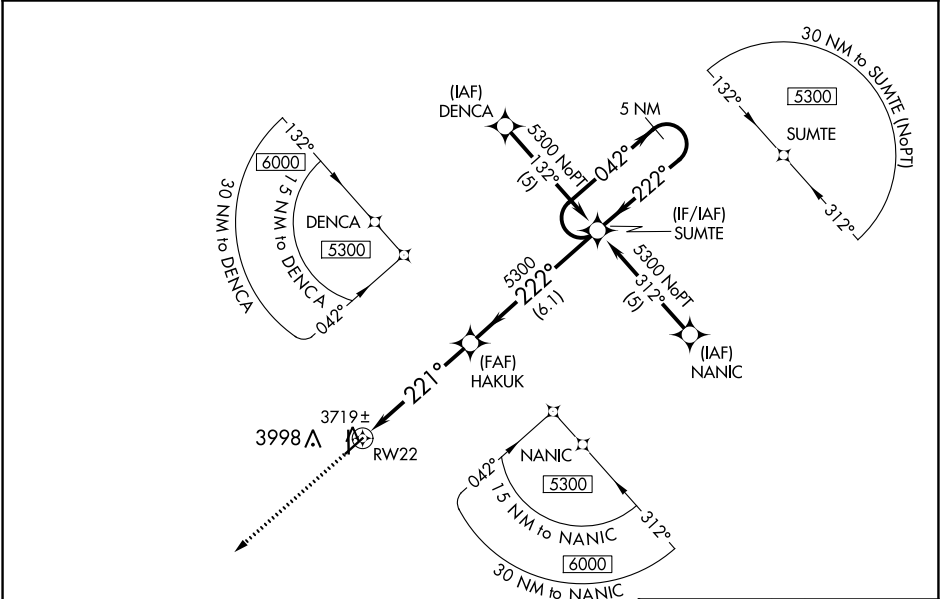 30 NM to SUMTE (NoPT)
132°
5300
SUMTE
312°
(IAF)
DENCA
5300 NoPT
132°
(5)
5 NM
042°
222°
(IF/IAF)
SUMTE
132°
6000
15 NM to DENCA
30 NM to DENCA
DENCA
5300
042°
5300
222°
(6.1)
5300 NoPT
312°
(5)
(IAF)
NANIC
(FAF)
HAKUK
221°
3719±
3998
RW22
NANIC
042°
5300
15 NM to NANIC
312°
6000
30 NM to NANIC